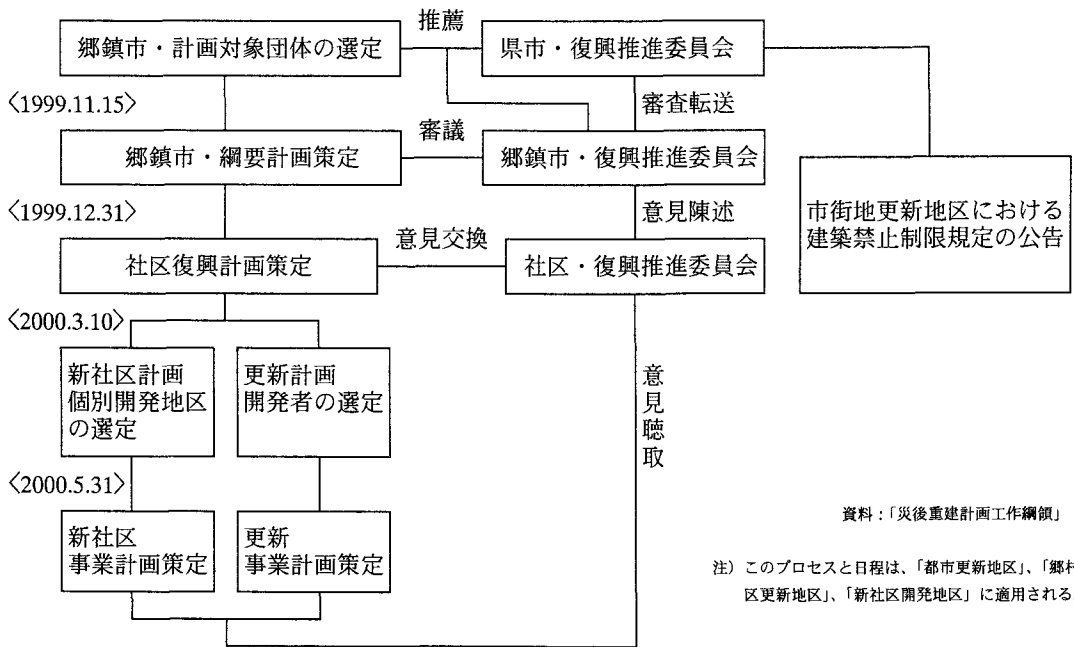 郷鎮市・計画対象団体の選定
推薦
県市・復興推進委員会
〈1999.11.15〉
審査転送
郷鎮市・綱要計画策定
審議
郷鎮市・復興推進委員会
〈1999.12.31〉
意見陳述
市街地更新地区における
建築禁止制限規定の公告
社区復興計画策定
意見交換
社区・復興推進委員会
〈2000.3.10〉
新社区計画
個別開発地区
の選定
更新計画
開発者の選定
意見聴取
〈2000.5.31〉
新社区
事業計画策定
更新
事業計画策定
資料：「災後重建計画工作綱領」
注）このプロセスと日程は、「都市更新地区」、「郷村
区更新地区」、「新社区開発地区」に適用される